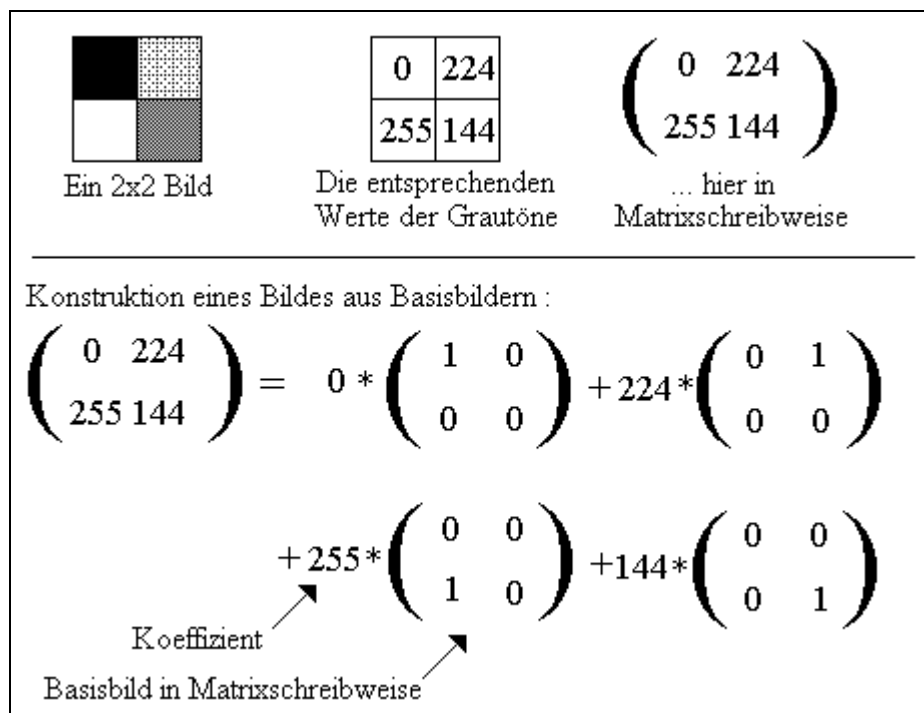 0 224
255 144
0 224
255 144
Ein 2x2 Bild
Die entsprechenden
Werte der Grautöne
... hier in
Matrixschreibweise
Konstruktion eines Bildes aus Basisbildern :
( 0 224 ) = 0 * ( 1 0 ) + 224 * ( 0 1 )
( 255 144 ) ( 0 0 ) ( 0 0 )
+ 255 * ( 0 0 ) + 144 * ( 0 0 )
( 1 0 ) ( 0 1 )
Koeffizient
Basisbild in Matrixschreibweise